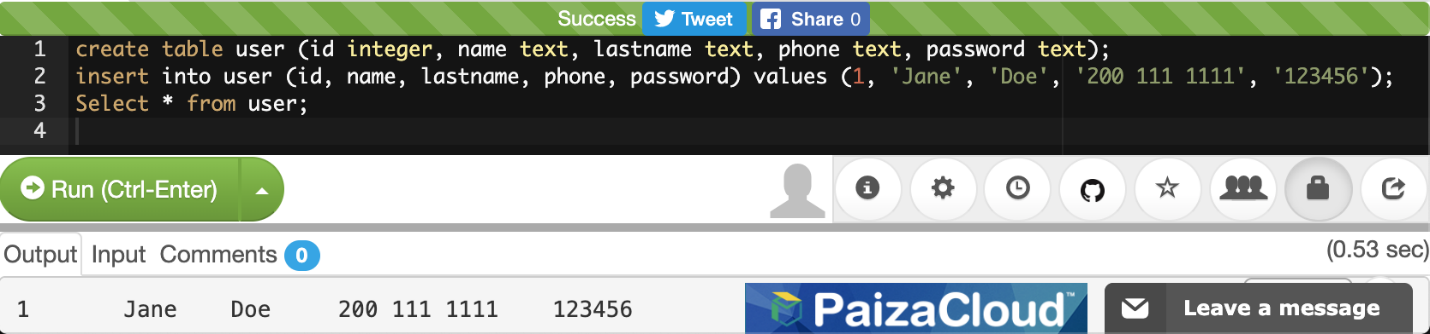 Success Tweet Share 0
1 create table user (id integer, name text, lastname text, phone text, password text);
2 insert into user (id, name, lastname, phone, password) values (1, 'Jane', 'Doe', '200 111 1111', '123456');
3 Select * from user;
4
Run (Ctrl-Enter)
Output Input Comments 0 (0.53 sec)
1 Jane Doe 200 111 1111 123456 PaizaCloud™ Leave a message